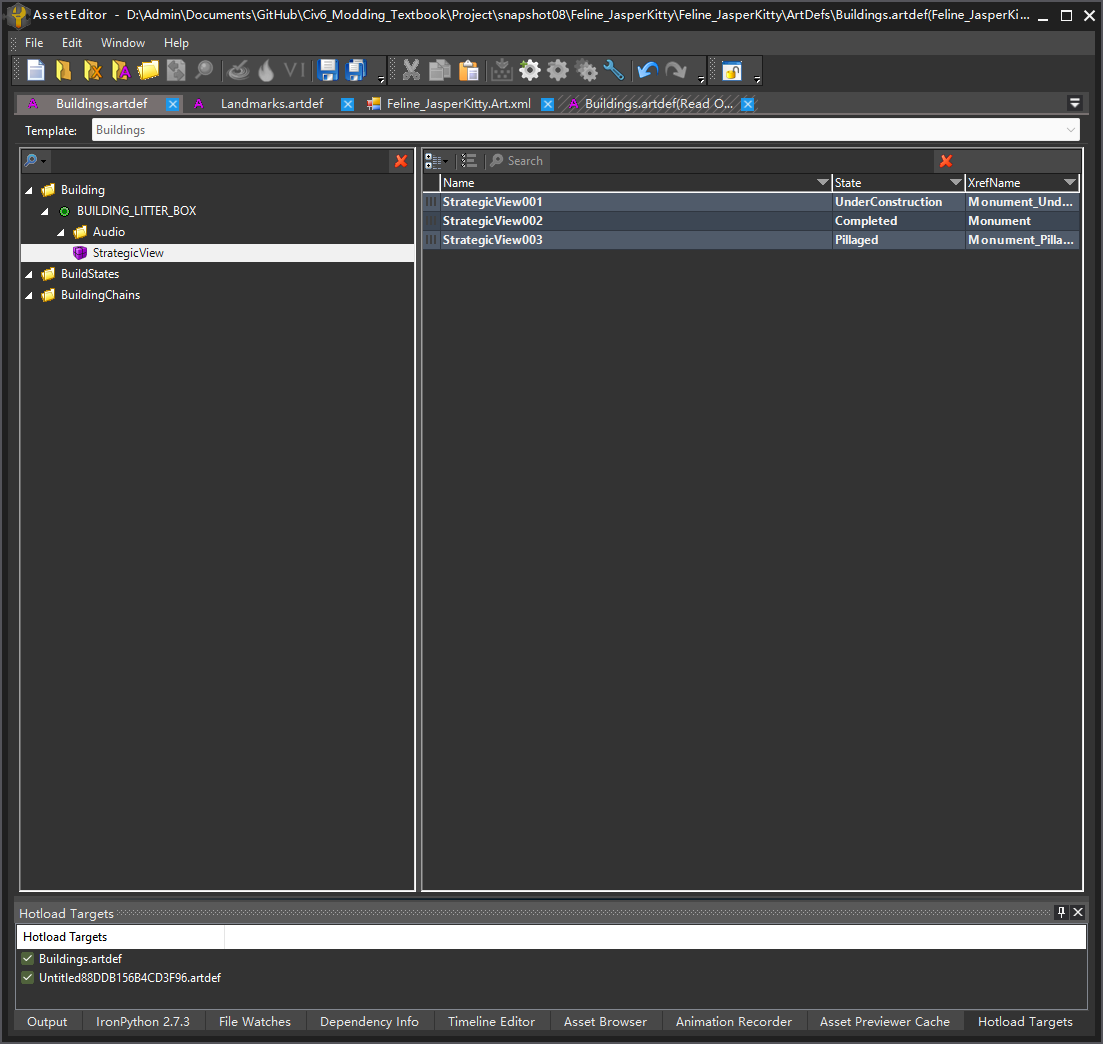 AssetEditor - D:\Admin\Documents\GitHub\Civ6_Modding_Textbook\Project\snapshot08\Feline_JasperKitty\Feline_JasperKitty\ArtDefs\Buildings.artdef(Feline_JasperKi...
File Edit Window Help
VI
Buildings.artdef Landmarks.artdef Feline_JasperKitty.Art.xml Buildings.artdef(Read O...
Template: Buildings
Search
Name State XrefName
Building
StrategicView001 UnderConstruction Monument_Und...
BUILDING_LITTER_BOX
StrategicView002 Completed Monument
Audio
StrategicView003 Pillaged Monument_Pilla...
StrategicView
BuildStates
BuildingChains
Hotload Targets
Hotload Targets
Buildings.artdef
Untitled88DDB156B4CD3F96.artdef
Output IronPython 2.7.3 File Watches Dependency Info Timeline Editor Asset Browser Animation Recorder Asset Previewer Cache Hotload Targets